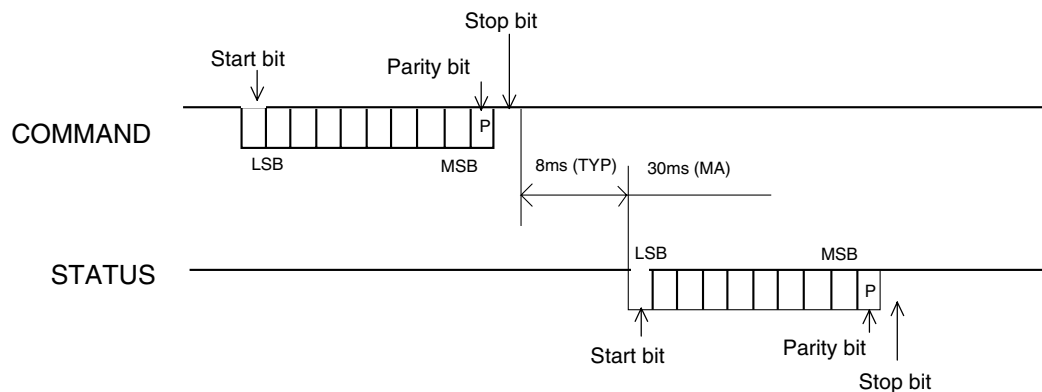 Stop bit
Start bit
Parity bit
COMMAND
P
LSB
MSB
8ms (TYP)
30ms (MA)
LSB
MSB
STATUS
P
Start bit
Parity bit
Stop bit